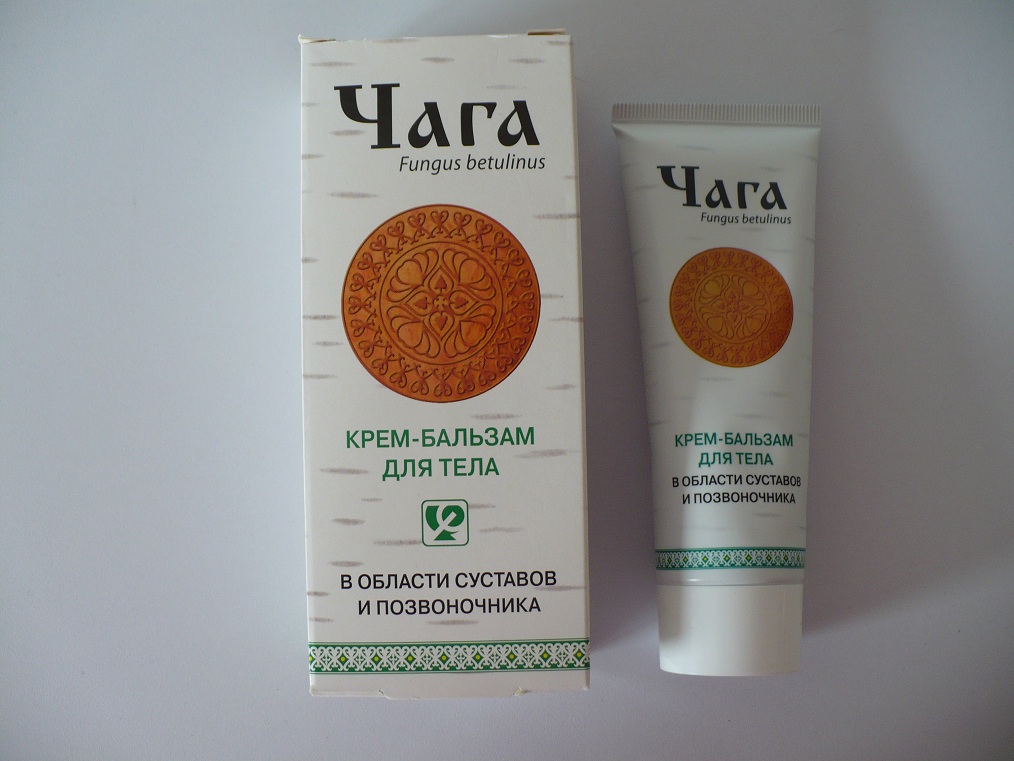 Чага
Fungus betulinus
КРЕМ-БАЛЬЗАМ
ДЛЯ ТЕЛА
В ОБЛАСТИ СУСТАВОВ
И ПОЗВОНОЧНИКА
Чага
Fungus betulinus
КРЕМ-БАЛЬЗАМ
ДЛЯ ТЕЛА
В ОБЛАСТИ СУСТАВОВ
И ПОЗВОНОЧНИКА